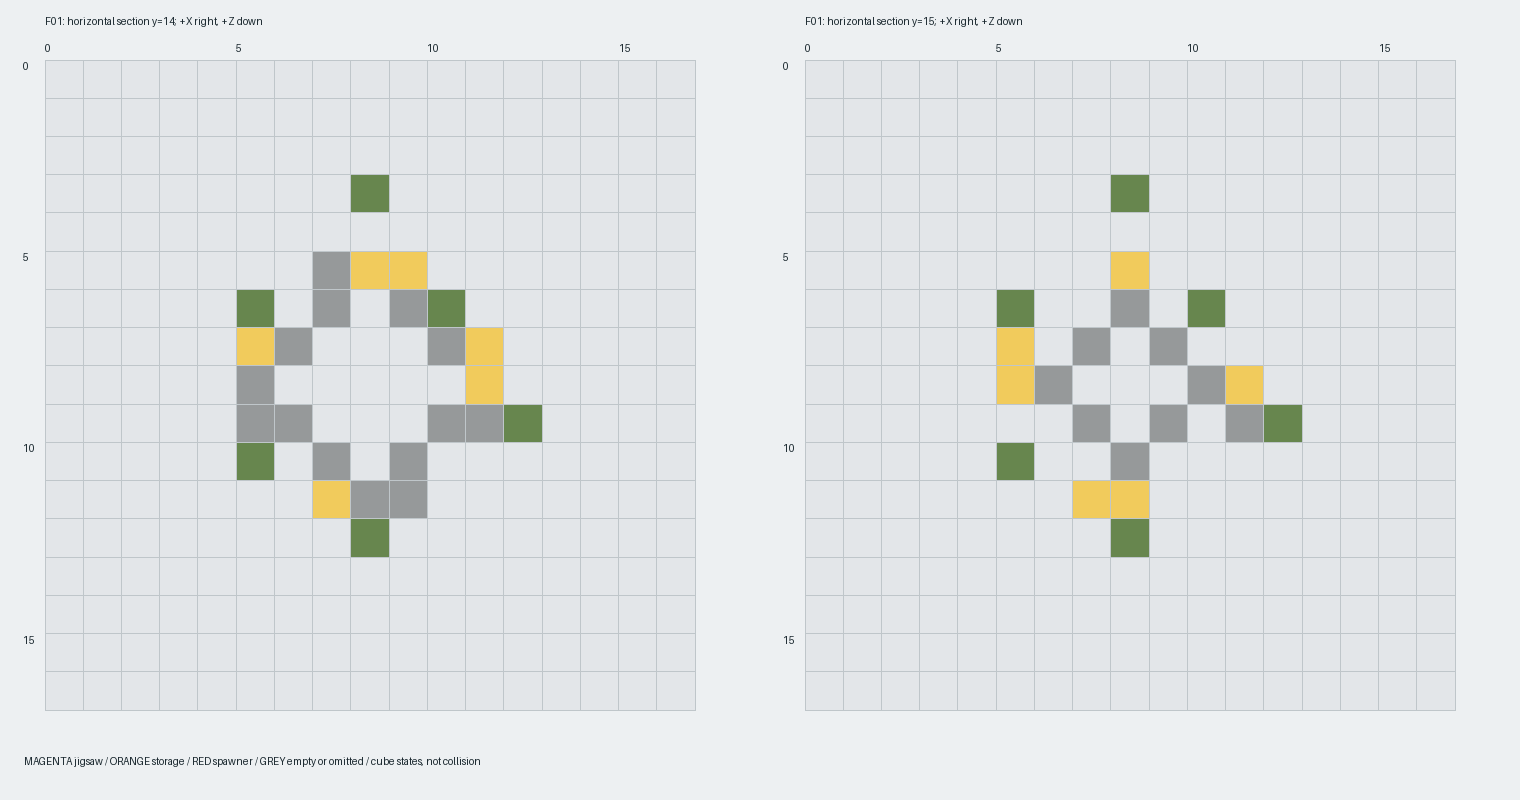 F01: horizontal section y=14; +X right, +Z down
F01: horizontal section y=15; +X right, +Z down
0 5 10 15
0 5 10 15
0
0
5
5
10
10
15
15
MAGENTA jigsaw / ORANGE storage / RED spawner / GREY empty or omitted / cube states, not collision